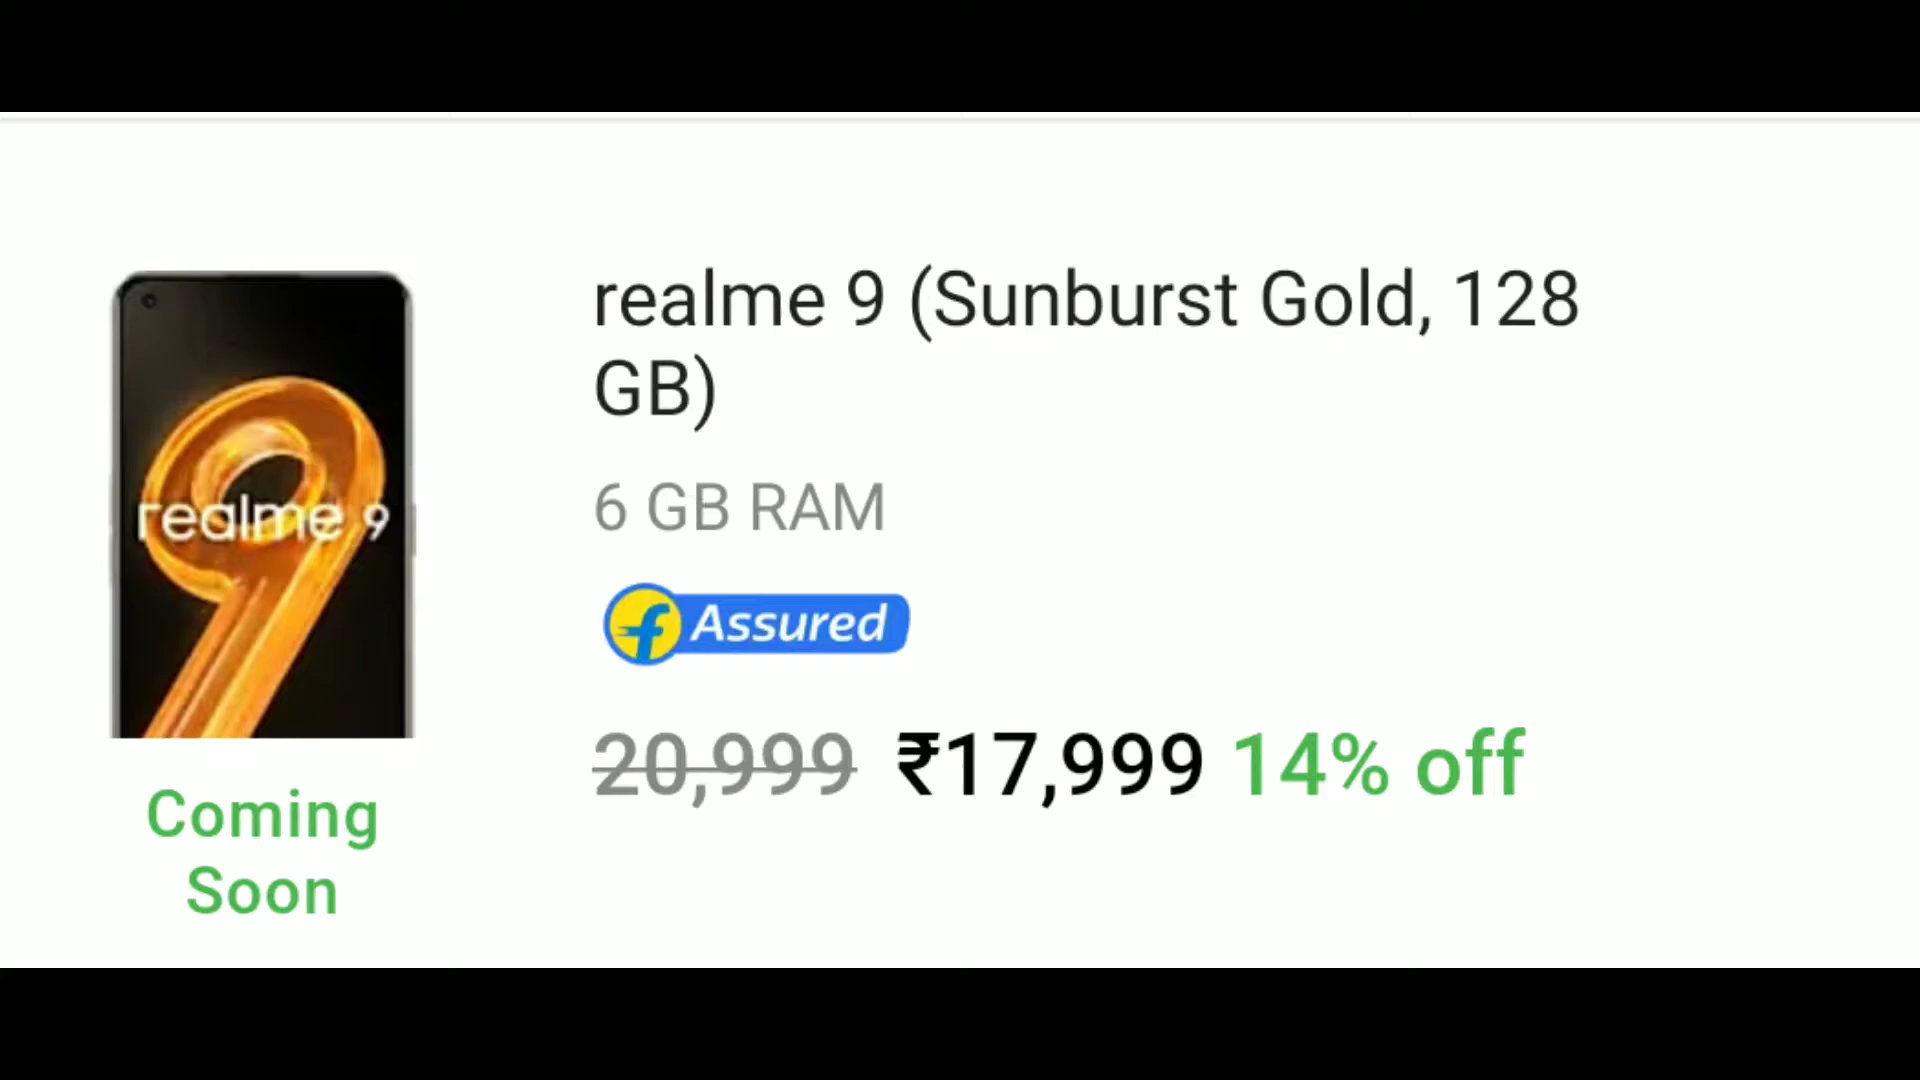 realme 9 (Sunburst Gold, 128
GB)
6 GB RAM
realme 9
f Assured
20,999 ₹17,999 14% off
Coming
Soon